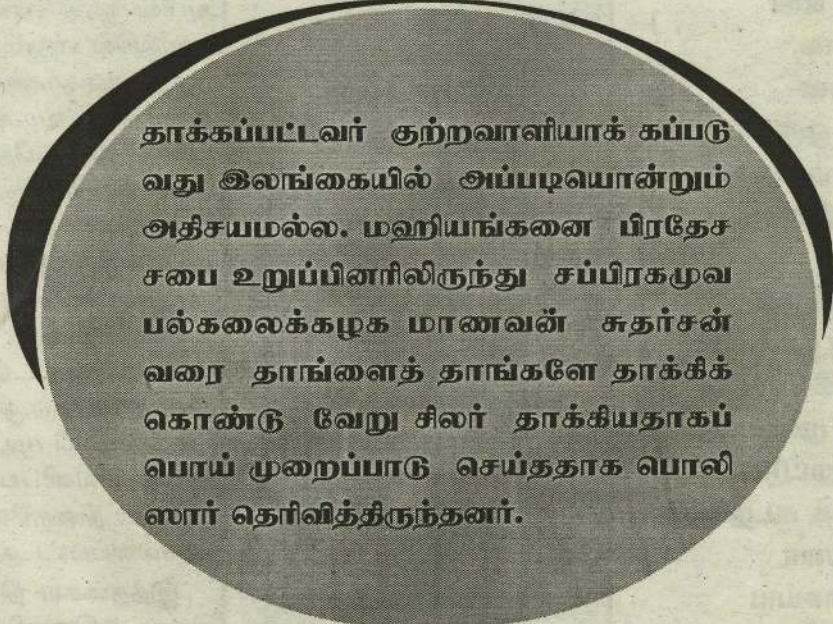 தாக்கப்பட்டவர் குற்றவாளியாக் கப்படு
வது இலங்கையில் அப்படியொன்றும்
அதிசயமல்ல. மஹியங்கனை பிரதேச
சபை உறுப்பினரிலிருந்து சப்பிரகமுவ
பல்கலைக்கழக மாணவன் சுதர்சன்
வரை தாங்ளைத் தாங்களே தாக்கிக்
கொண்டு வேறு சிலர் தாக்கியதாகப்
பொய் முறைப்பாடு செய்ததாக பொலி
ஸார் தெரிவித்திருந்தனர்.